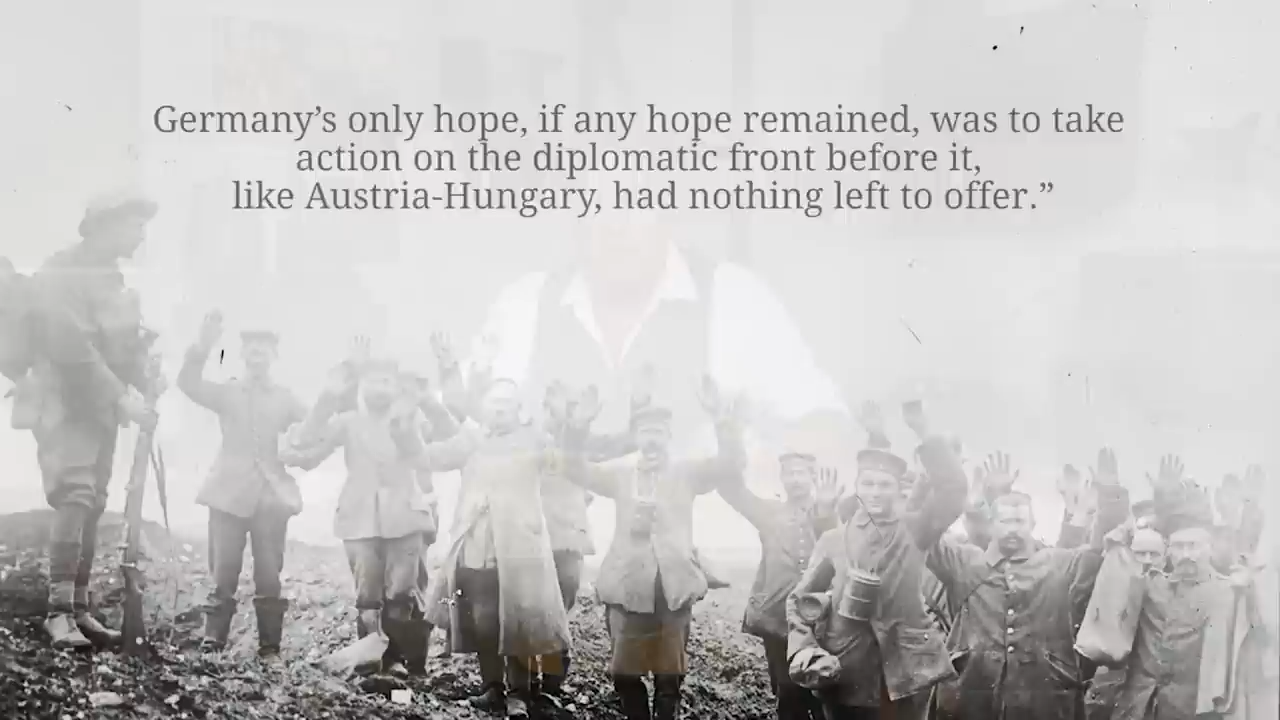 Germany’s only hope, if any hope remained, was to take
action on the diplomatic front before it,
like Austria-Hungary, had nothing left to offer.”